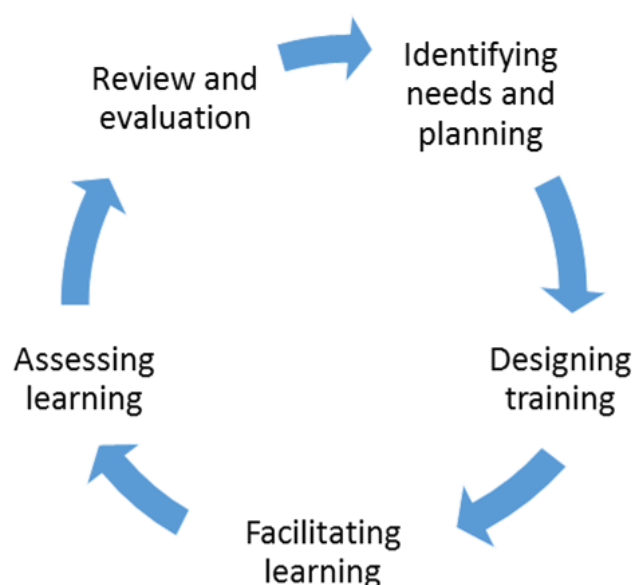 Identifying
needs and
planning
Designing
training
Facilitating
learning
Assessing
learning
Review and
evaluation